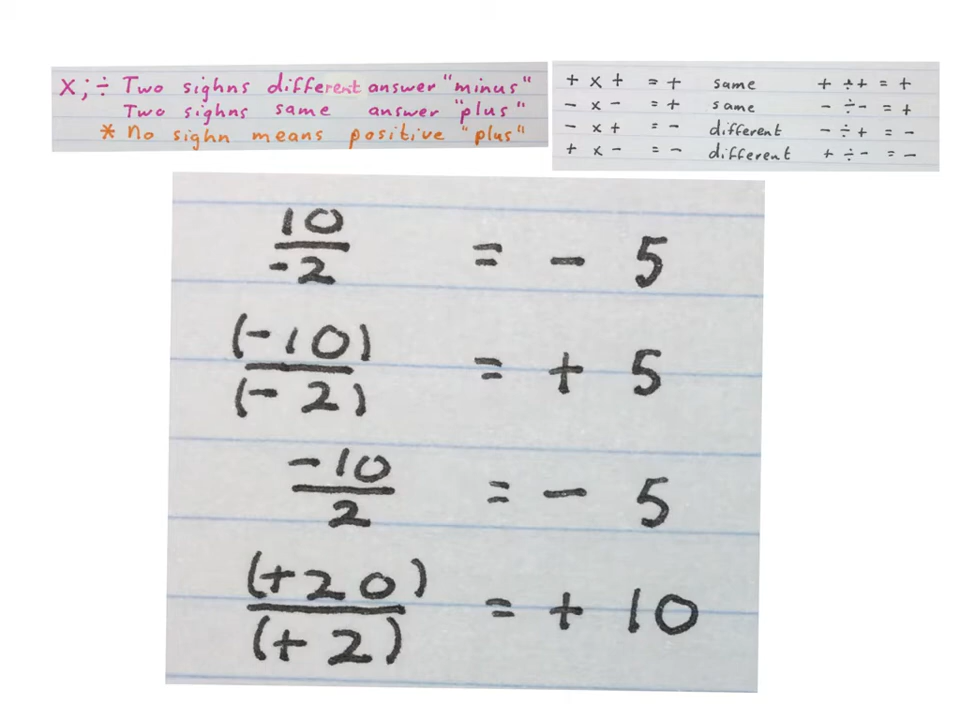 X ; ÷ Two sighns different answer "minus"
Two sighns same answer "plus"
* No sighn means positive "plus"
+ x + = + same + ÷ + = +
- x - = + same - ÷ - = +
- x + = - different - ÷ + = -
+ x - = - different + ÷ - = -
10
-2 = - 5
(-10)
(- 2) = + 5
-10
2 = - 5
(+20)
(+ 2) = + 10